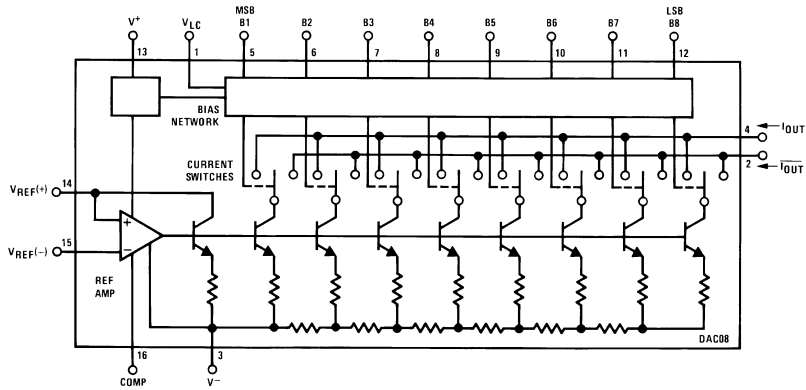 MSB LSB
V+ VLC B1 B2 B3 B4 B5 B6 B7 B8
13 1 5 6 7 8 9 10 11 12
BIAS
NETWORK
4 IOUT
CURRENT
SWITCHES
2 IOUT
VREF(+) 14
+
VREF(−) 15
−
REF
AMP
DAC08
16 3
COMP V−